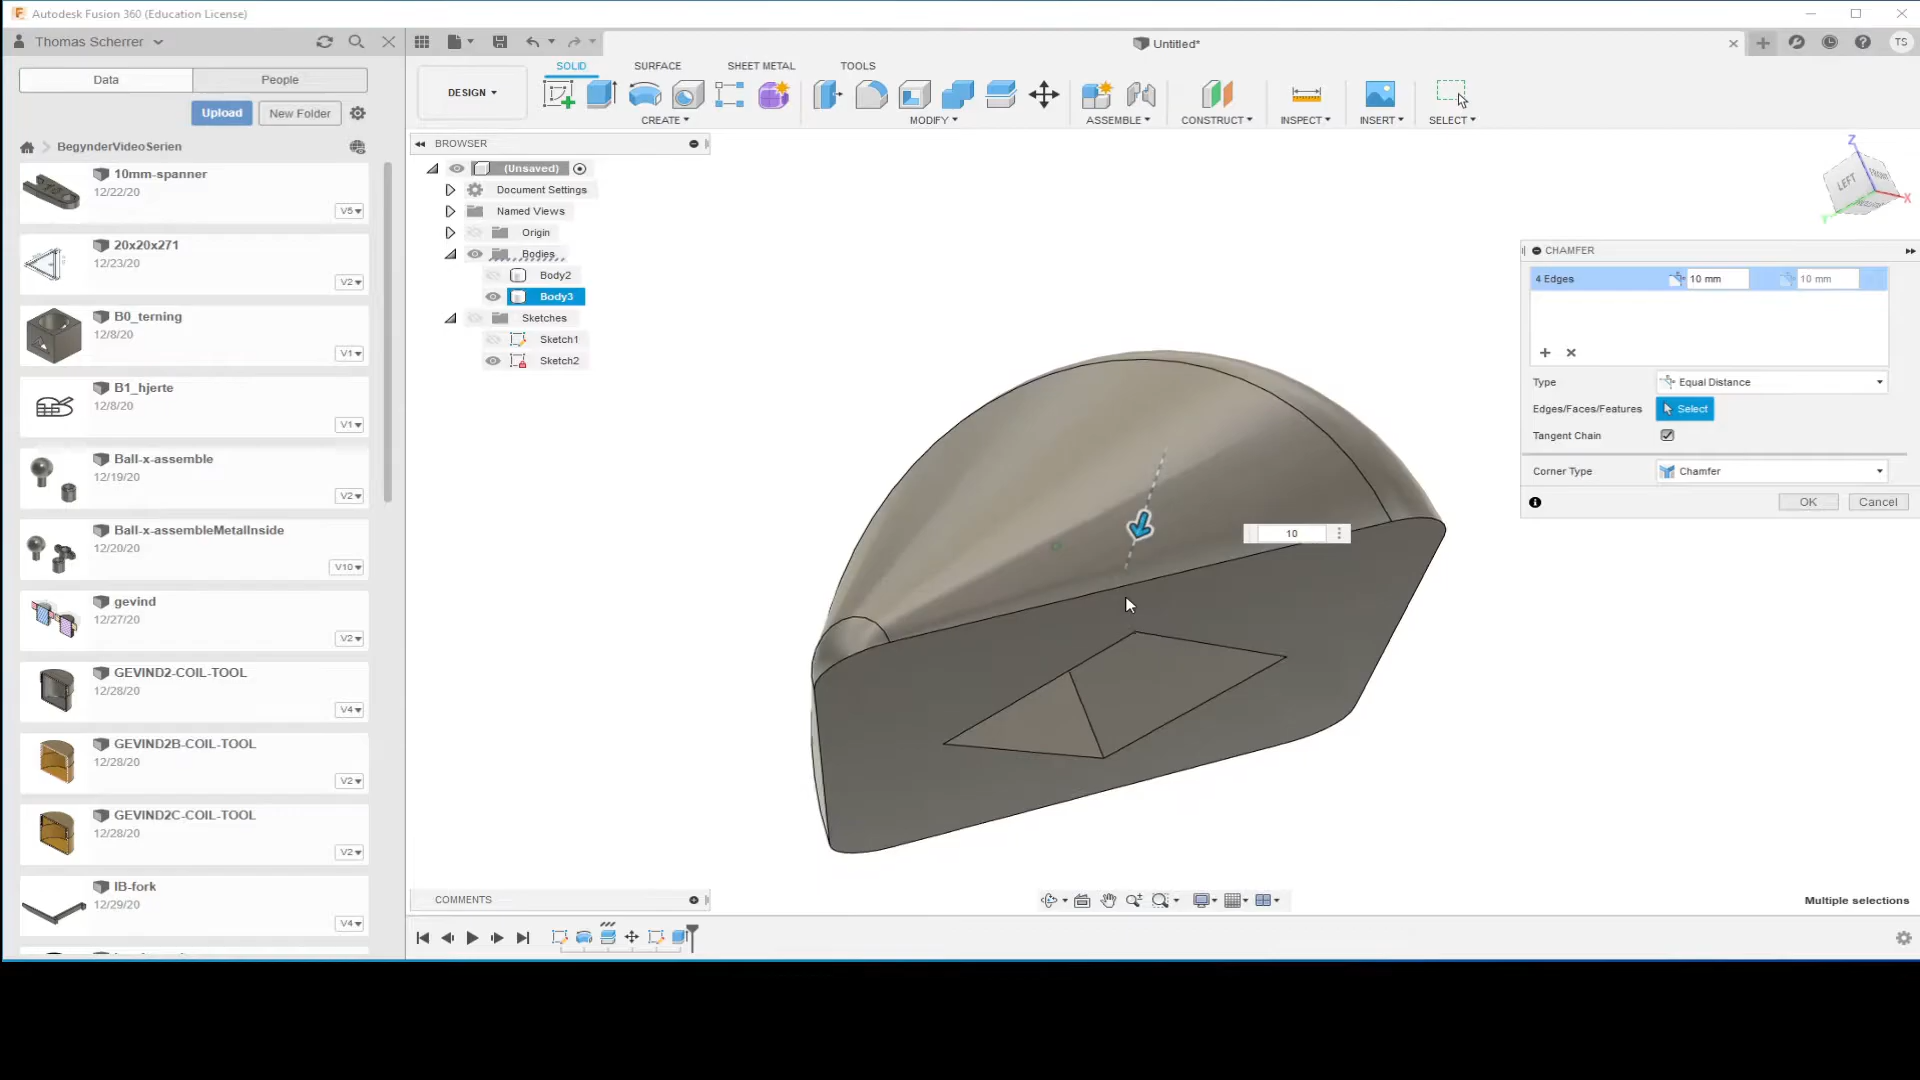 Autodesk Fusion 360 (Education License)
Thomas Scherrer
Untitled*
TS
Data
People
Upload
New Folder
BegynderVideoSerien
10mm-spanner
12/22/20
V5
20x20x271
12/23/20
V2
B0_terning
12/8/20
V1
B1_hjerte
12/8/20
V1
Ball-x-assemble
12/19/20
V2
Ball-x-assembleMetalInside
12/20/20
V10
gevind
12/27/20
V2
GEVIND2-COIL-TOOL
12/28/20
V4
GEVIND2B-COIL-TOOL
12/28/20
V2
GEVIND2C-COIL-TOOL
12/28/20
V2
IB-fork
12/29/20
V4
DESIGN
SOLID
SURFACE
SHEET METAL
TOOLS
CREATE
MODIFY
ASSEMBLE
CONSTRUCT
INSPECT
INSERT
SELECT
BROWSER
(Unsaved)
Document Settings
Named Views
Origin
Bodies
Body2
Body3
Sketches
Sketch1
Sketch2
Z
LEFT
FRONT
X
Y
CHAMFER
4 Edges
10 mm
10 mm
Type
Equal Distance
Edges/Faces/Features
Select
Tangent Chain
Corner Type
Chamfer
OK
Cancel
10
COMMENTS
Multiple selections